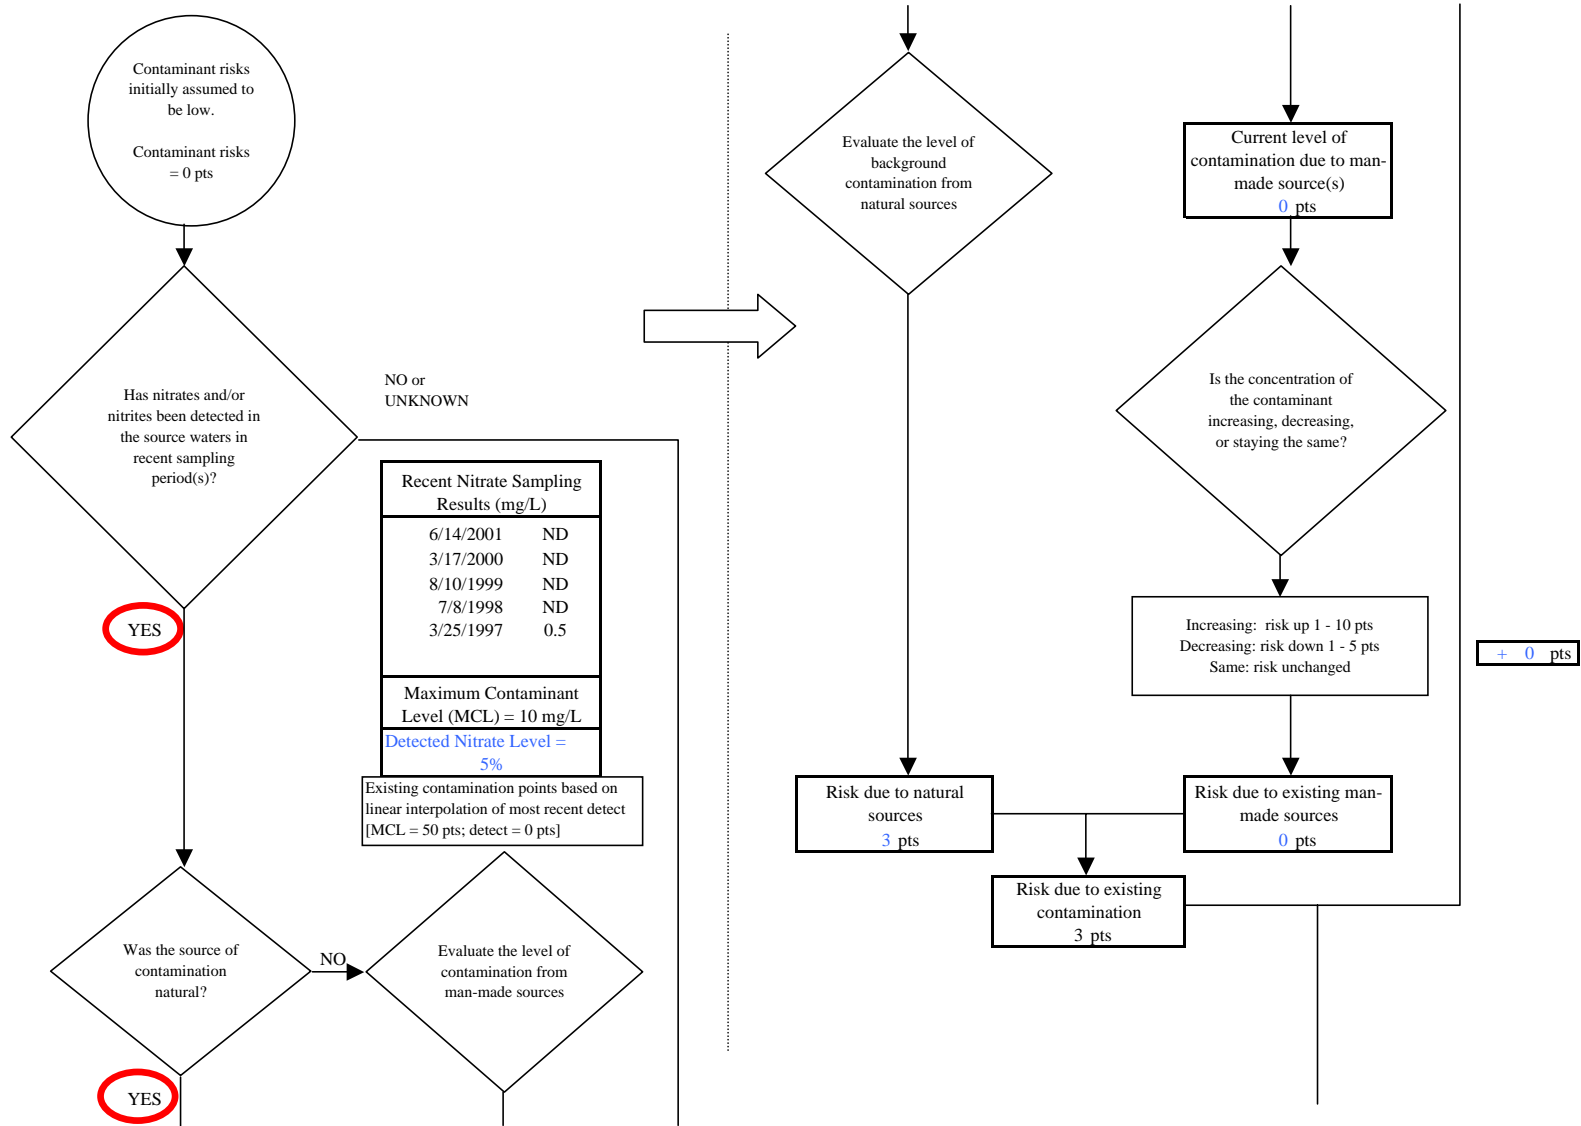 Contaminant risks
initially assumed to
be low.
Contaminant risks
= 0 pts
Has nitrates and/or
nitrites been detected in
the source waters in
recent sampling
period(s)?
NO or
UNKNOWN
YES
Recent Nitrate Sampling
Results (mg/L)
6/14/2001 ND
3/17/2000 ND
8/10/1999 ND
7/8/1998 ND
3/25/1997 0.5
Maximum Contaminant
Level (MCL) = 10 mg/L
Detected Nitrate Level =
5%
Existing contamination points based on
linear interpolation of most recent detect
[MCL = 50 pts; detect = 0 pts]
Was the source of
contamination
natural?
NO
Evaluate the level of
contamination from
man-made sources
YES
Evaluate the level of
background
contamination from
natural sources
Current level of
contamination due to man-
made source(s)
0 pts
Is the concentration of
the contaminant
increasing, decreasing,
or staying the same?
Increasing: risk up 1 - 10 pts
Decreasing: risk down 1 - 5 pts
Same: risk unchanged
+ 0 pts
Risk due to natural
sources
3 pts
Risk due to existing man-
made sources
0 pts
Risk due to existing
contamination
3 pts